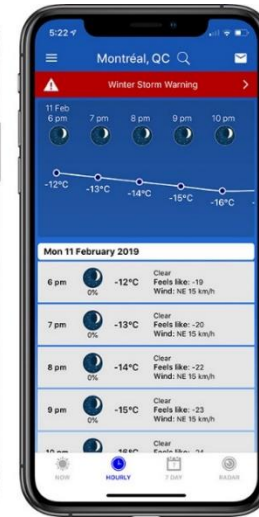 5:22
Montréal, QC
Winter Storm Warning
11 Feb
6 pm 7 pm 8 pm 9 pm 10 pm
-12°C -13°C -14°C -15°C -16°C
Mon 11 February 2019
6 pm 0% -12°C Clear
Feels like: -19
Wind: NE 15 km/h
7 pm 0% -13°C Clear
Feels like: -20
Wind: NE 15 km/h
8 pm 0% -14°C Clear
Feels like: -22
Wind: NE 15 km/h
9 pm 0% -15°C Clear
Feels like: -23
Wind: NE 15 km/h
Clear
NOW HOURLY 7 DAY RADAR